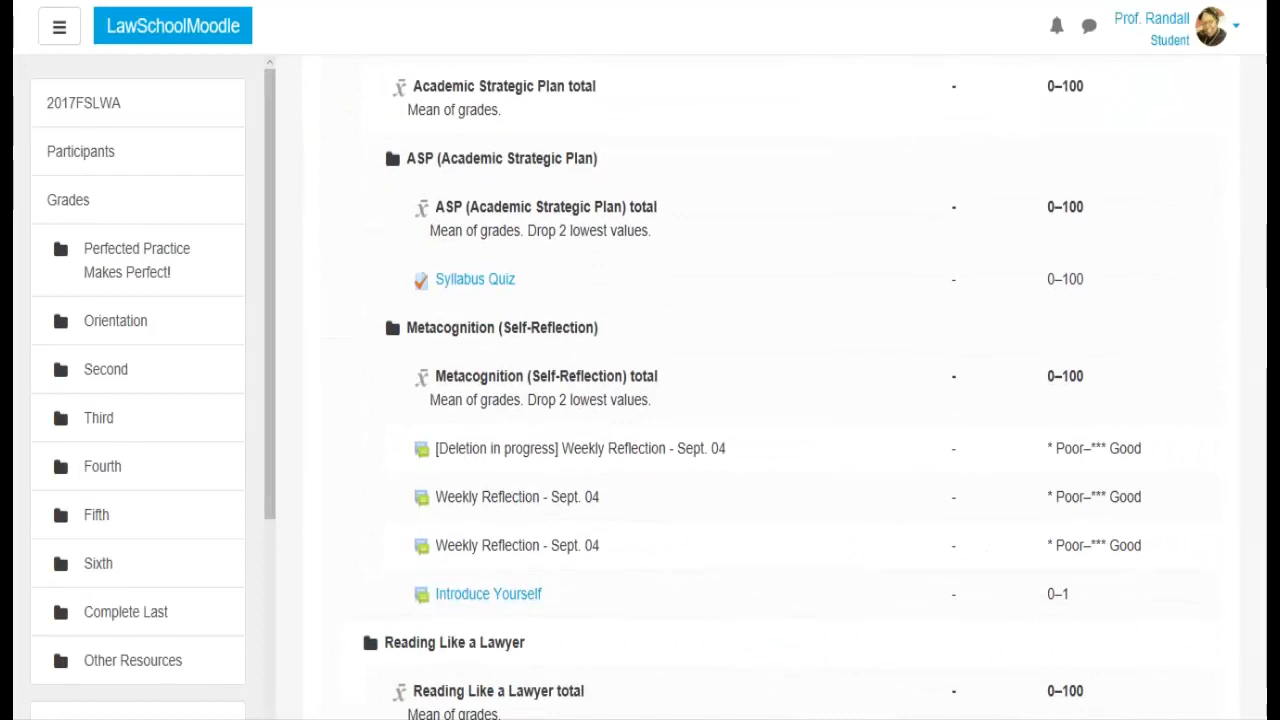 LawSchoolMoodle
Prof. Randall
Student
2017FSLWA
Participants
Grades
Perfected Practice
Makes Perfect!
Orientation
Second
Third
Fourth
Fifth
Sixth
Complete Last
Other Resources
Academic Strategic Plan total - 0–100
Mean of grades.
ASP (Academic Strategic Plan)
ASP (Academic Strategic Plan) total - 0–100
Mean of grades. Drop 2 lowest values.
Syllabus Quiz - 0–100
Metacognition (Self-Reflection)
Metacognition (Self-Reflection) total - 0–100
Mean of grades. Drop 2 lowest values.
[Deletion in progress] Weekly Reflection - Sept. 04 - * Poor–*** Good
Weekly Reflection - Sept. 04 - * Poor–*** Good
Weekly Reflection - Sept. 04 - * Poor–*** Good
Introduce Yourself - 0–1
Reading Like a Lawyer
Reading Like a Lawyer total - 0–100
Mean of grades.